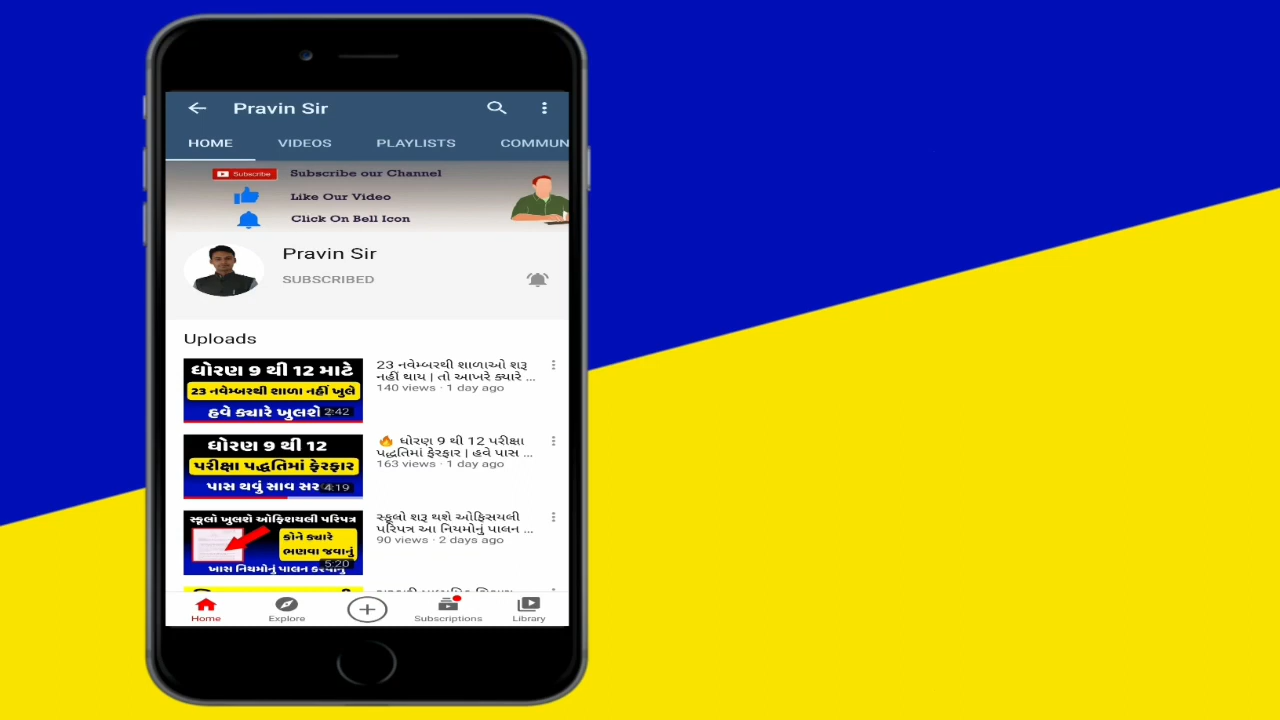 Pravin Sir
HOME VIDEOS PLAYLISTS COMMUN
Subscribe Subscribe our Channel
Like Our Video
Click On Bell Icon
Pravin Sir
SUBSCRIBED
Uploads
ધોરણ 9 થી 12 માટે
23 નવેમ્બરથી શાળા નહીં ખુલે
હવે ક્યારે ખુલશે 2:42
23 નવેમ્બરથી શાળાઓ શરૂ
નહીં થાય | તો આખરે ક્યારે ...
140 views · 1 day ago
ધોરણ 9 થી 12
પરીક્ષા પદ્ધતિમાં ફેરફાર
પાસ થવું સાવ સર 4:19
🔥 ધોરણ 9 થી 12 પરીક્ષા
પદ્ધતિમાં ફેરફાર | હવે પાસ ...
163 views · 1 day ago
સ્કૂલો ખુલશે ઓફિશયલી પરિપત્ર
કોને ક્યારે
ભણવા જવાનું
5:20
ખાસ નિયમોનું પાલન કરવાનું
સ્કૂલો શરૂ થશે ઓફિસયલી
પરિપત્ર આ નિયમોનું પાલન ...
90 views · 2 days ago
Home Explore Subscriptions Library